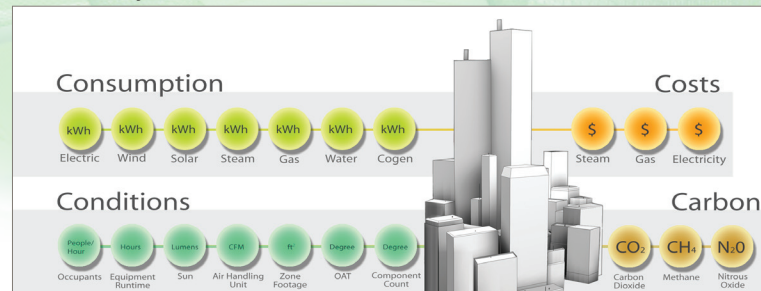 Consumption
Costs
kWh kWh kWh kWh kWh kWh kWh
$ $ $
Electric Wind Solar Steam Gas Water Cogen
Steam Gas Electricity
Conditions
Carbon
People/
Hour Hours Lumens CFM ft² Degree Degree
CO₂ CH₄ N₂0
Occupants Equipment Runtime Sun Air Handling Unit Zone Footage OAT Component Count
Carbon Dioxide Methane Nitrous Oxide